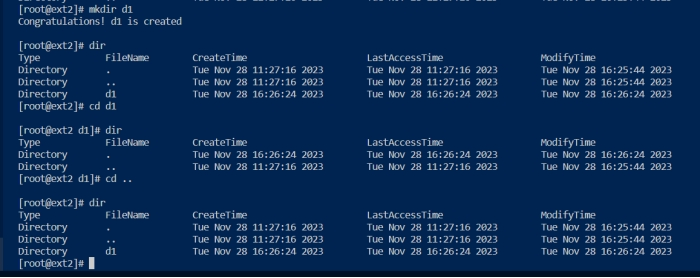 [root@ext2]# mkdir d1
Congratulations! d1 is created
[root@ext2]# dir
Type FileName CreateTime LastAccessTime ModifyTime
Directory . Tue Nov 28 11:27:16 2023 Tue Nov 28 11:27:16 2023 Tue Nov 28 16:25:44 2023
Directory .. Tue Nov 28 11:27:16 2023 Tue Nov 28 11:27:16 2023 Tue Nov 28 16:25:44 2023
Directory d1 Tue Nov 28 16:26:24 2023 Tue Nov 28 16:26:24 2023 Tue Nov 28 16:26:24 2023
[root@ext2]# cd d1
[root@ext2 d1]# dir
Type FileName CreateTime LastAccessTime ModifyTime
Directory . Tue Nov 28 16:26:24 2023 Tue Nov 28 16:26:24 2023 Tue Nov 28 16:26:24 2023
Directory .. Tue Nov 28 11:27:16 2023 Tue Nov 28 11:27:16 2023 Tue Nov 28 16:25:44 2023
[root@ext2 d1]# cd ..
[root@ext2]# dir
Type FileName CreateTime LastAccessTime ModifyTime
Directory . Tue Nov 28 11:27:16 2023 Tue Nov 28 11:27:16 2023 Tue Nov 28 16:25:44 2023
Directory .. Tue Nov 28 11:27:16 2023 Tue Nov 28 11:27:16 2023 Tue Nov 28 16:25:44 2023
Directory d1 Tue Nov 28 16:26:24 2023 Tue Nov 28 16:26:24 2023 Tue Nov 28 16:26:24 2023
[root@ext2]#